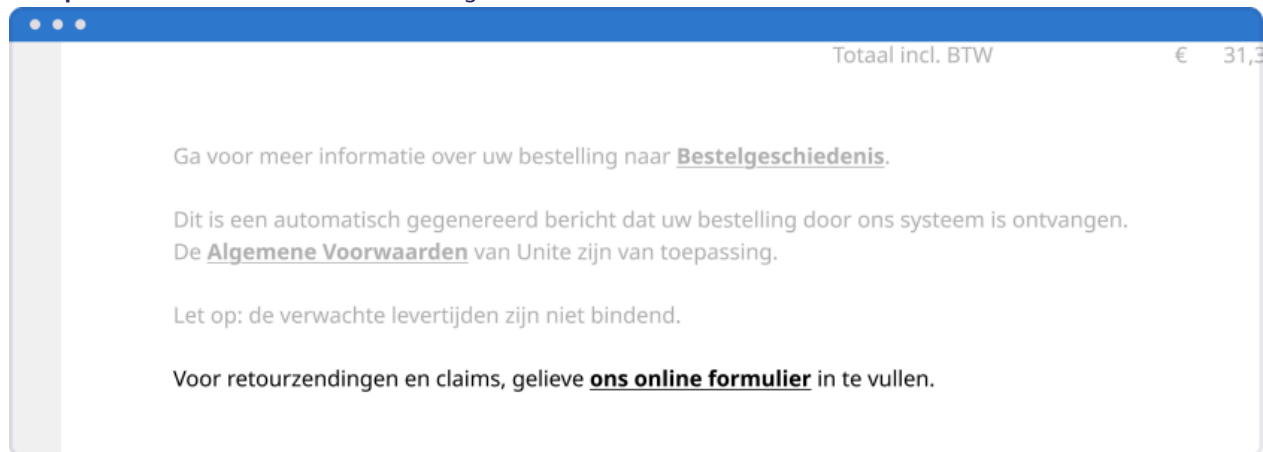 Totaal incl. BTW € 31,3
Ga voor meer informatie over uw bestelling naar Bestelgeschiedenis.
Dit is een automatisch gegenereerd bericht dat uw bestelling door ons systeem is ontvangen.
De Algemene Voorwaarden van Unite zijn van toepassing.
Let op: de verwachte levertijden zijn niet bindend.
Voor retourzendingen en claims, gelieve ons online formulier in te vullen.